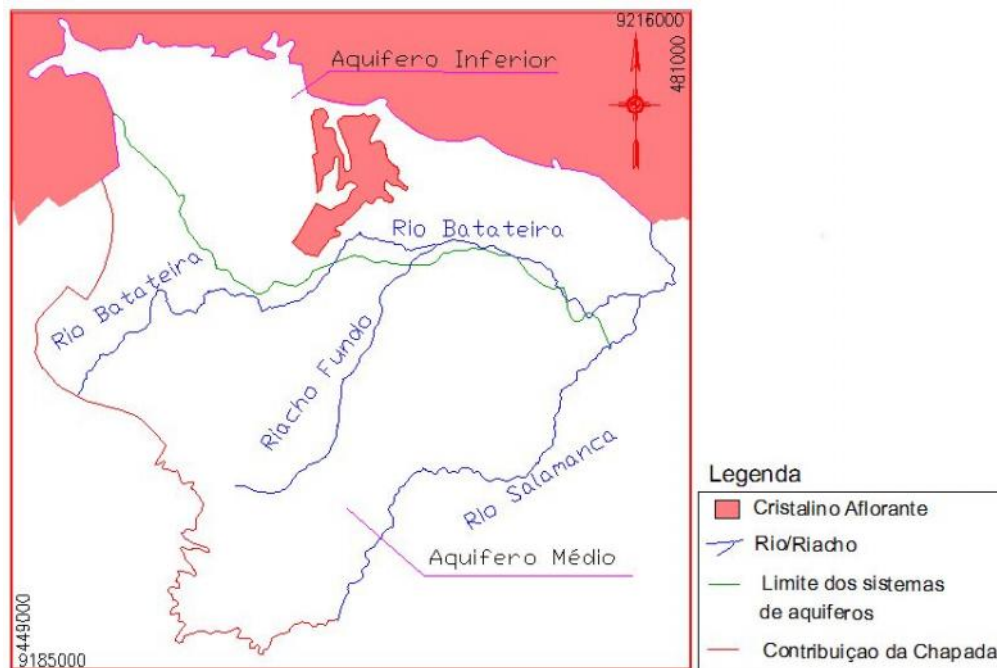 9216000
481000
Aquifero Inferior
Rio Batateira
Rio Batateira
Riacho Fundo
Rio Salamanca
Aquifero Médio
449000
9185000
Legenda
Cristalino Aflorante
Rio/Riacho
Limite dos sistemas
de aquiferos
Contribuiçao da Chapada